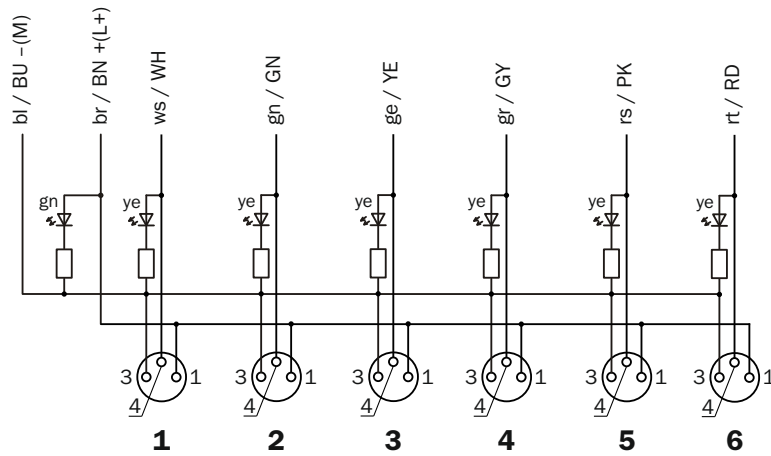 bl / BU –(M)
br / BN +(L+)
ws / WH
gn / GN
ge / YE
gr / GY
rs / PK
rt / RD
gn
ye
ye
ye
ye
ye
ye
3 1
3 1
3 1
3 1
3 1
3 1
4
4
4
4
4
4
1 2 3 4 5 6